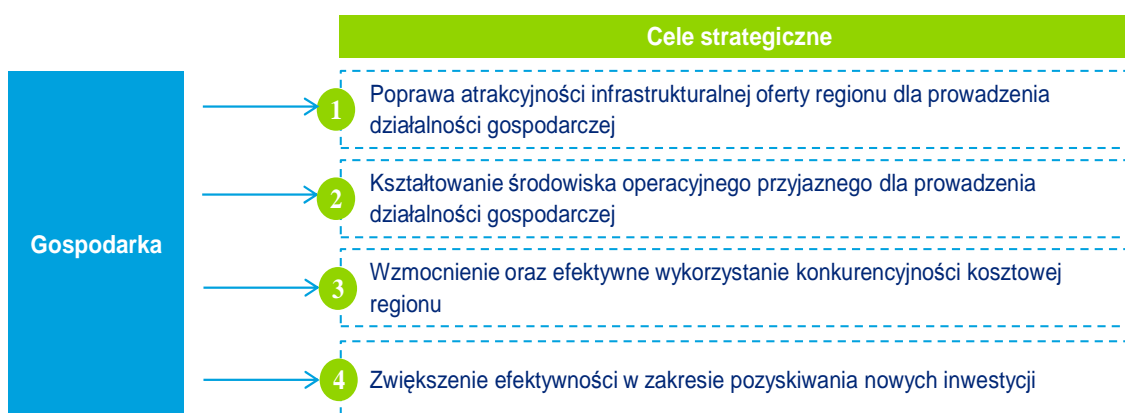 Cele strategiczne
Gospodarka
1
Poprawa atrakcyjności infrastrukturalnej oferty regionu dla prowadzenia
działalności gospodarczej
2
Kształtowanie środowiska operacyjnego przyjaznego dla prowadzenia
działalności gospodarczej
3
Wzmocnienie oraz efektywne wykorzystanie konkurencyjności kosztowej
regionu
4
Zwiększenie efektywności w zakresie pozyskiwania nowych inwestycji